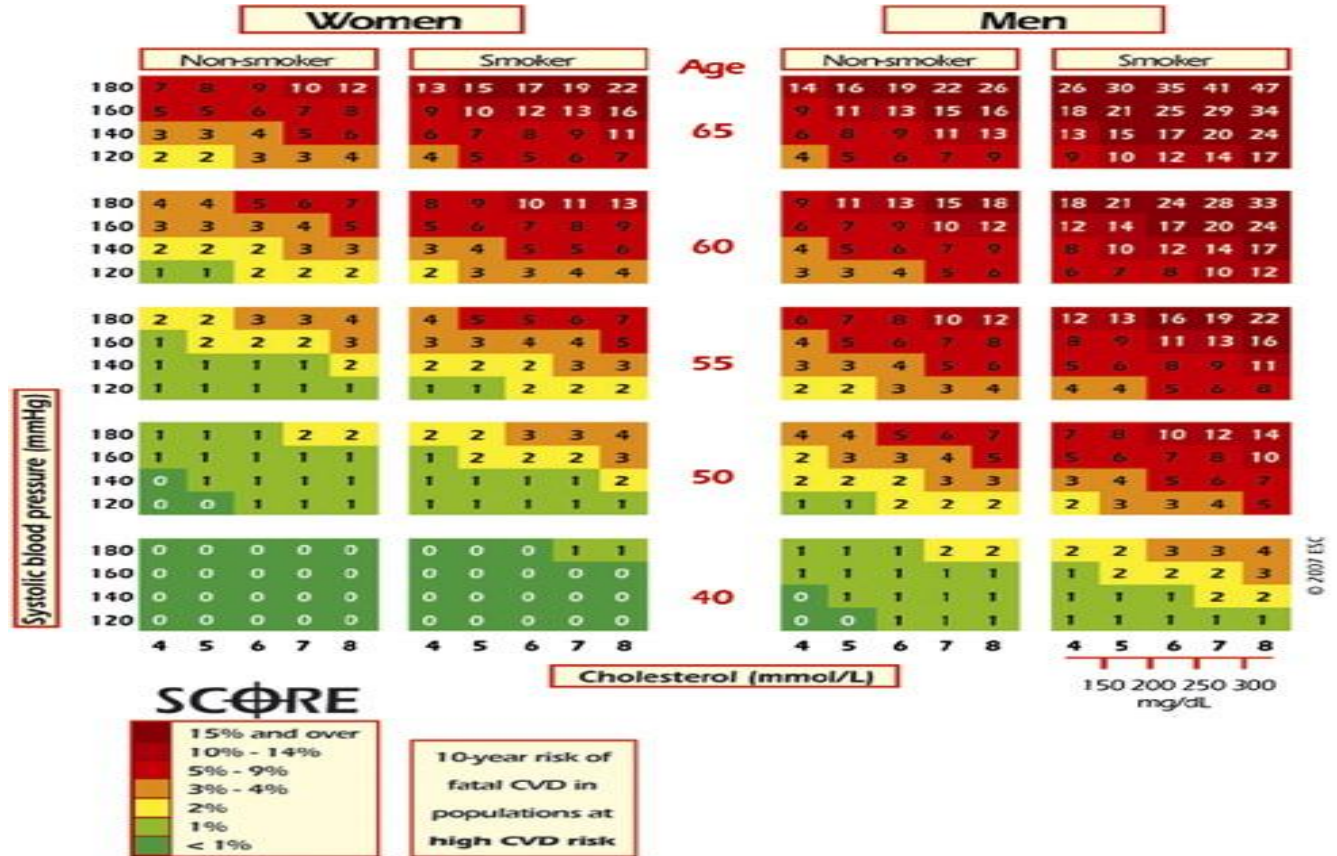 Women Men
Non-smoker Smoker Age Non-smoker Smoker
180 7 8 9 10 12 13 15 17 19 22 14 16 19 22 26 26 30 35 41 47
160 5 5 6 7 8 9 10 12 13 16 9 11 13 15 16 18 21 25 29 34
140 3 3 4 5 6 6 7 8 9 11 65 6 8 9 11 13 13 15 17 20 24
120 2 2 3 3 4 4 5 5 6 7 4 5 6 7 9 9 10 12 14 17
180 4 4 5 6 7 8 9 10 11 13 9 11 13 15 18 18 21 24 28 33
160 3 3 3 4 5 5 6 7 8 9 6 7 9 10 12 12 14 17 20 24
140 2 2 2 3 3 3 4 5 5 6 60 4 5 6 7 9 8 10 12 14 17
120 1 1 2 2 2 2 3 3 4 4 3 3 4 5 6 6 7 8 10 12
180 2 2 3 3 4 4 5 5 6 7 6 7 8 10 12 12 13 16 19 22
160 1 2 2 2 3 3 3 4 4 5 4 5 6 7 8 8 9 11 13 16
140 1 1 1 1 2 2 2 2 3 3 55 3 3 4 5 6 5 6 8 9 11
120 1 1 1 1 1 1 1 2 2 2 2 2 3 3 4 4 4 5 6 8
180 1 1 1 2 2 2 2 3 3 4 4 4 5 6 7 7 8 10 12 14
160 1 1 1 1 1 1 2 2 2 3 2 3 3 4 5 5 6 7 8 10
140 0 1 1 1 1 1 1 1 1 2 50 2 2 2 3 3 3 4 5 6 7
120 0 0 1 1 1 1 1 1 1 1 1 1 2 2 2 2 3 3 4 5
180 0 0 0 0 0 0 0 0 1 1 1 1 1 2 2 2 2 3 3 4
160 0 0 0 0 0 0 0 0 0 0 1 1 1 1 1 1 2 2 2 3
140 0 0 0 0 0 0 0 0 0 0 40 0 1 1 1 1 1 1 1 2 2
120 0 0 0 0 0 0 0 0 0 0 0 0 1 1 1 1 1 1 1 1
4 5 6 7 8 4 5 6 7 8 4 5 6 7 8 4 5 6 7 8
Systolic blood pressure (mmHg)
© 2007 ESC
Cholesterol (mmol/L)
150 200 250 300
mg/dL
SCORE
15% and over
10% - 14%
5% - 9%
3% - 4%
2%
1%
< 1%
10-year risk of
fatal CVD in
populations at
high CVD risk